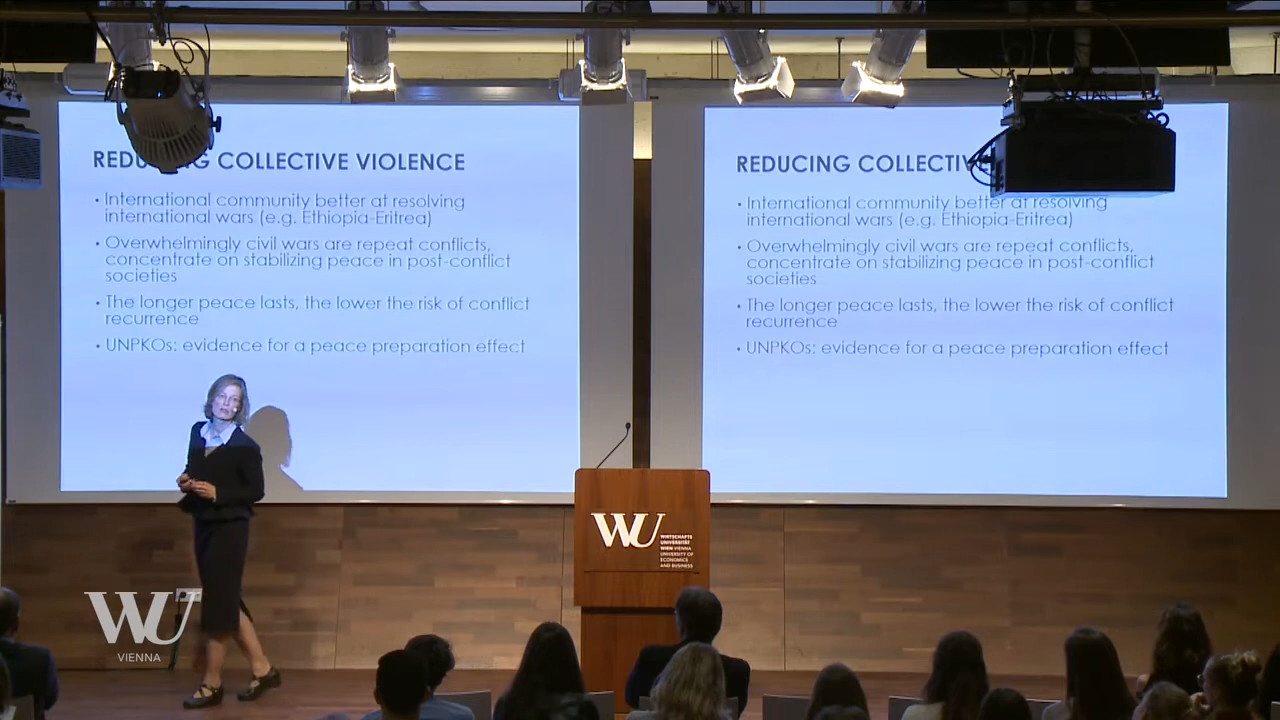 REDUCING COLLECTIVE VIOLENCE
• International community better at resolving
international wars (e.g. Ethiopia-Eritrea)
• Overwhelmingly civil wars are repeat conflicts,
concentrate on stabilizing peace in post-conflict
societies
• The longer peace lasts, the lower the risk of conflict
recurrence
• UNPKOs: evidence for a peace preparation effect
REDUCING COLLECTIVE
• International community better at resolving
international wars (e.g. Ethiopia-Eritrea)
• Overwhelmingly civil wars are repeat conflicts,
concentrate on stabilizing peace in post-conflict
societies
• The longer peace lasts, the lower the risk of conflict
recurrence
• UNPKOs: evidence for a peace preparation effect
WU
WIRTSCHAFTS
UNIVERSITÄT
WIEN VIENNA
UNIVERSITY OF
ECONOMICS
AND BUSINESS
WU
VIENNA